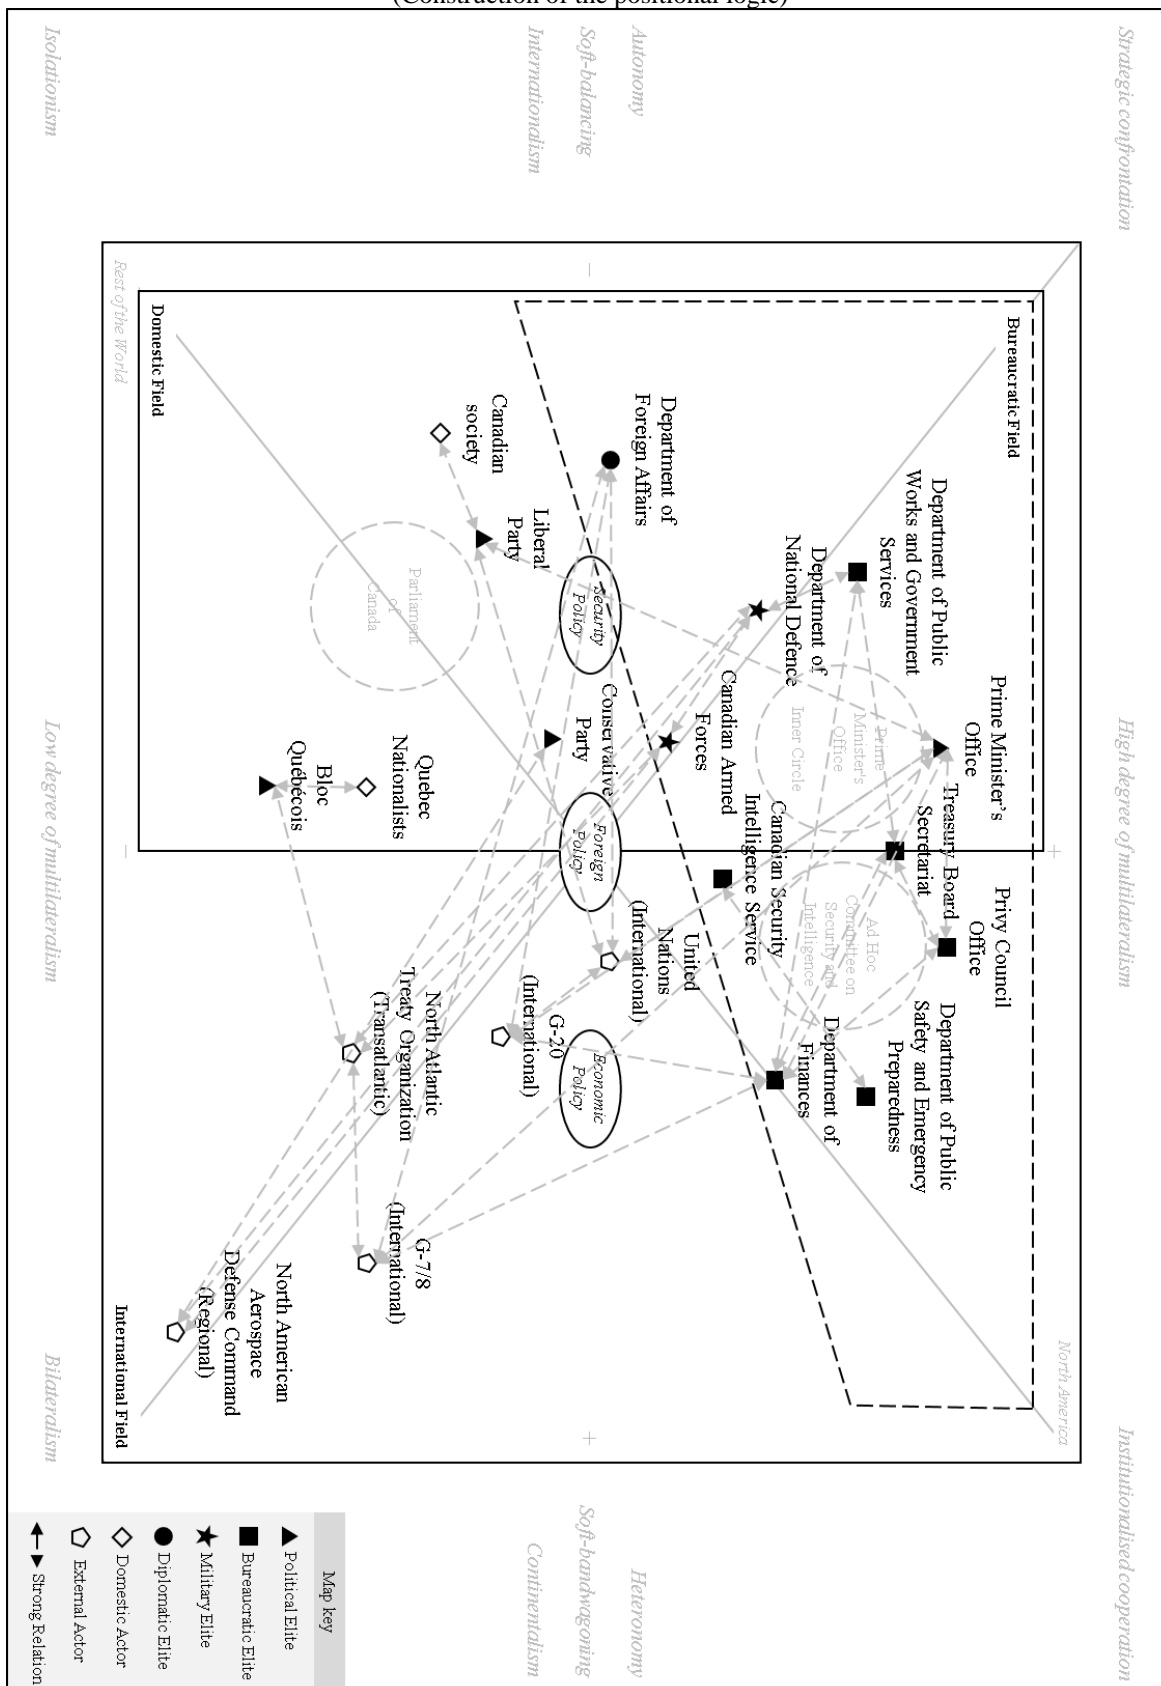 (Construction of the positional logic)
Strategic confrontation
High degree of multilateralism
Institutionalised cooperation
Autonomy
Soft-balancing
Internationalism
Heteronomy
Soft-bandwagoning
Continentalism
Isolationism
Low degree of multilateralism
Bilateralism
North America
Rest of the World
Bureaucratic Field
Domestic Field
International Field
–
+
+
–
Department of Public
Works and Government
Services
Prime Minister's
Office
Treasury Board
Secretariat
Privy Council
Office
Department of Public
Safety and Emergency
Preparedness
Department of
National Defence
Prime
Minister's
Office
Inner Circle
Ad Hoc
Committee on
Security and
Intelligence
Department of
Finances
Canadian Security
Intelligence Service
Canadian Armed
Forces
Department of
Foreign Affairs
Security
Policy
Foreign
Policy
Economic
Policy
United
Nations
(International)
Conservative
Party
Liberal
Party
Canadian
society
G-20
(International)
Parliament
of
Canada
Quebec
Nationalists
Bloc
Québécois
North Atlantic
Treaty Organization
(Transatlantic)
G-7/8
(International)
North American
Aerospace
Defense Command
(Regional)
Map key
Political Elite
Bureaucratic Elite
Military Elite
Diplomatic Elite
Domestic Actor
External Actor
Strong Relation